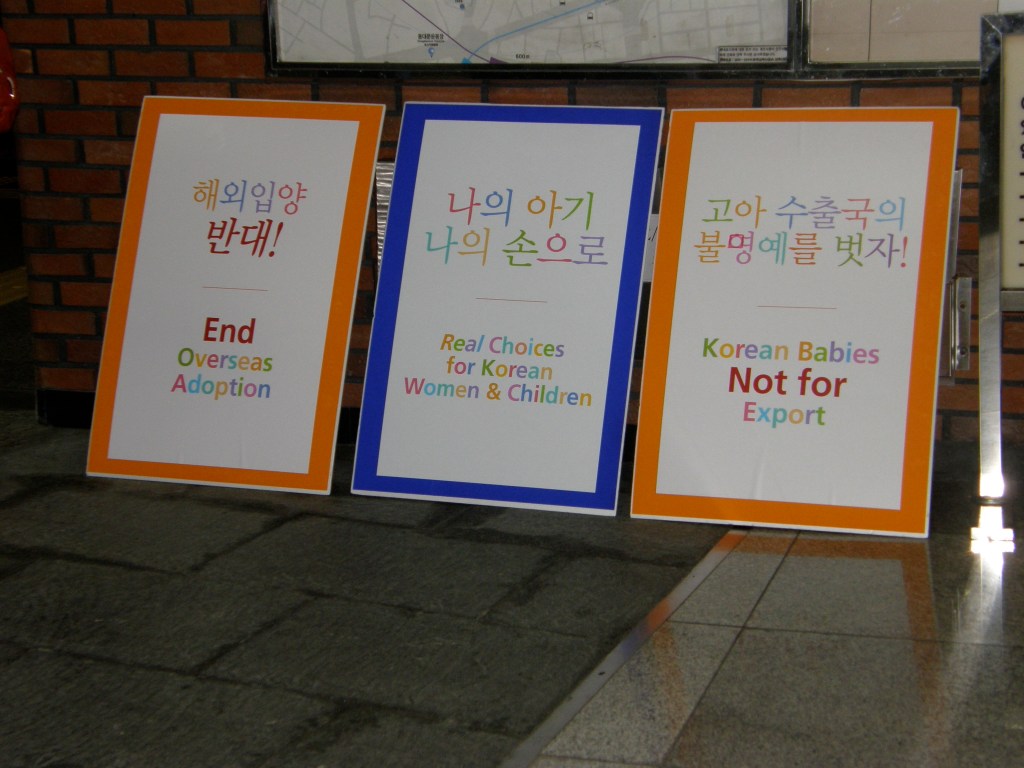 해외입양
반대!
End
Overseas
Adoption
나의 아기
나의 손으로
Real Choices
for Korean
Women & Children
고아 수출국의
불명예를 벗자!
Korean Babies
Not for
Export